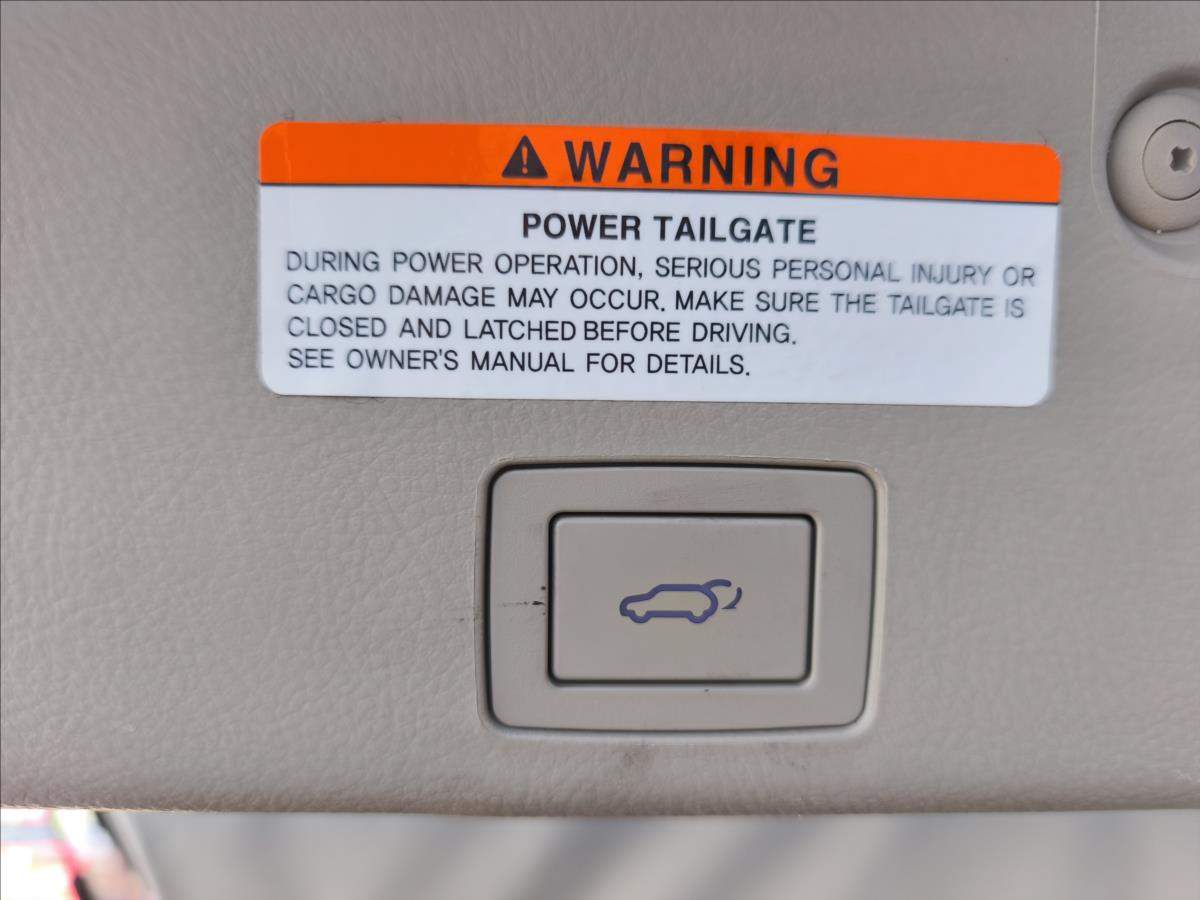 WARNING
POWER TAILGATE
DURING POWER OPERATION, SERIOUS PERSONAL INJURY OR
CARGO DAMAGE MAY OCCUR. MAKE SURE THE TAILGATE IS
CLOSED AND LATCHED BEFORE DRIVING.
SEE OWNER'S MANUAL FOR DETAILS.